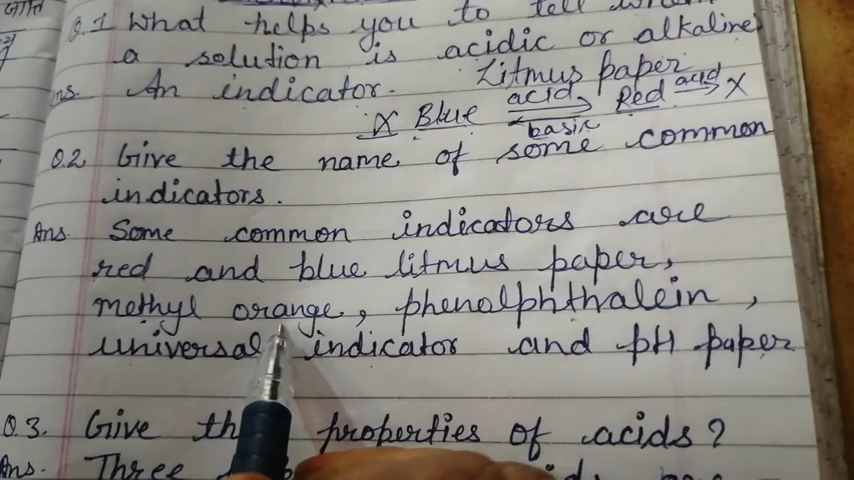 जाति
Q.1 What helps you to tell
a solution is acidic or alkaline
Ans. An indicator. Litmus paper
X Blue acid Red acid X
basic
Q.2 Give the name of some common
indicators.
Ans. Some common indicators are
red and blue litmus paper,
methyl orange, phenolphthalein,
universal indicator and pH paper
Q.3. Give the properties of acids?
Ans. Three